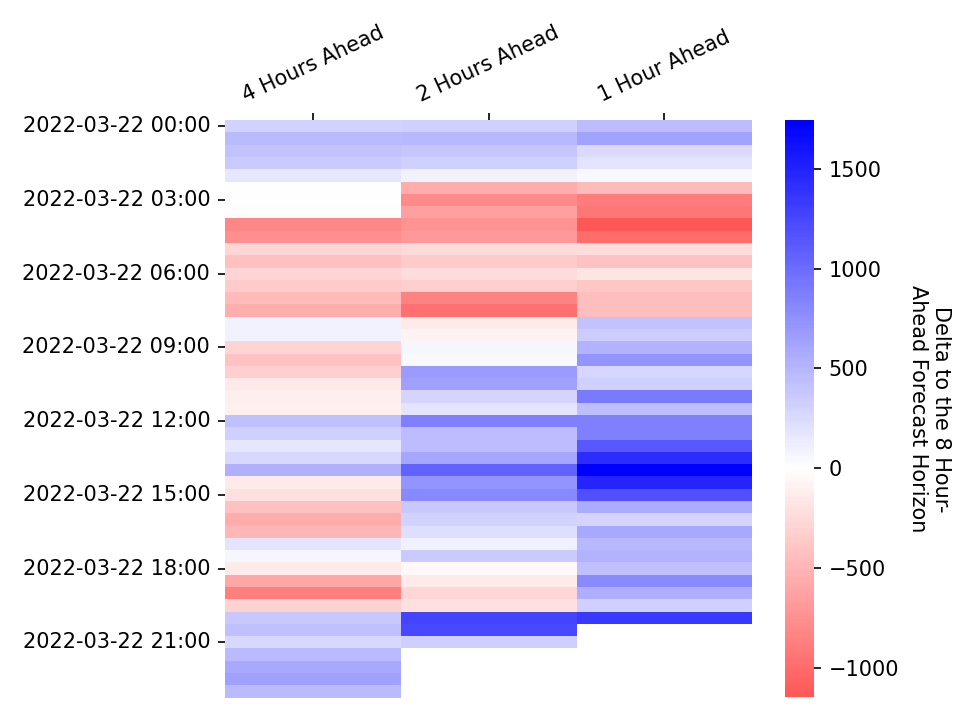 4 Hours Ahead
2 Hours Ahead
1 Hour Ahead
2022-03-22 00:00
2022-03-22 03:00
2022-03-22 06:00
2022-03-22 09:00
2022-03-22 12:00
2022-03-22 15:00
2022-03-22 18:00
2022-03-22 21:00
1500
1000
500
0
−500
−1000
Delta to the 8 Hour-
Ahead Forecast Horizon